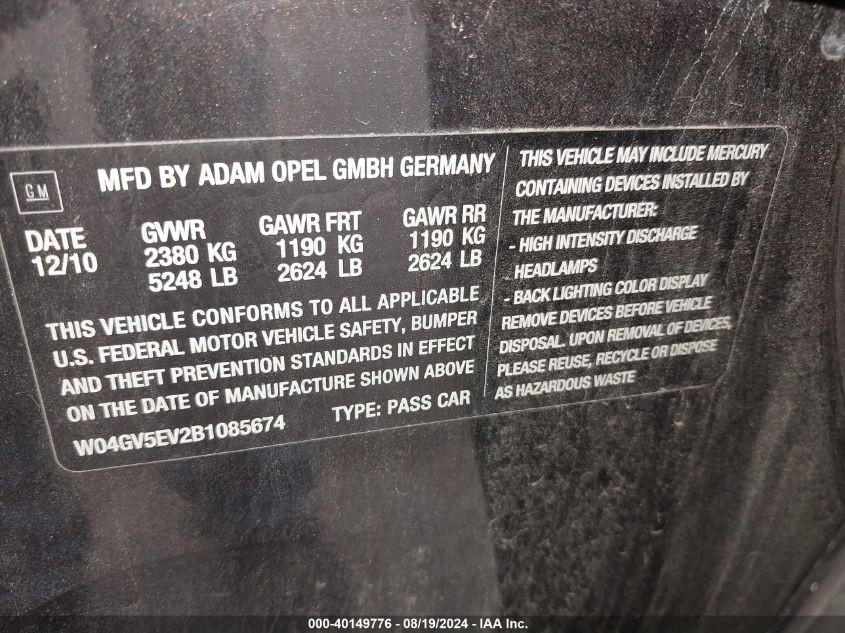 GM
MFD BY ADAM OPEL GMBH GERMANY
DATE GVWR GAWR FRT GAWR RR
12/10 2380 KG 1190 KG 1190 KG
5248 LB 2624 LB 2624 LB
THIS VEHICLE CONFORMS TO ALL APPLICABLE
U.S. FEDERAL MOTOR VEHICLE SAFETY, BUMPER
AND THEFT PREVENTION STANDARDS IN EFFECT
ON THE DATE OF MANUFACTURE SHOWN ABOVE
W04GV5EV2B1085674 TYPE: PASS CAR
THIS VEHICLE MAY INCLUDE MERCURY
CONTAINING DEVICES INSTALLED BY
THE MANUFACTURER:
- HIGH INTENSITY DISCHARGE
. HEADLAMPS
- BACK LIGHTING COLOR DISPLAY
REMOVE DEVICES BEFORE VEHICLE
DISPOSAL. UPON REMOVAL OF DEVICES,
PLEASE REUSE, RECYCLE OR DISPOSE
AS HAZARDOUS WASTE
000-40149776 - 08/19/2024 - IAA Inc.